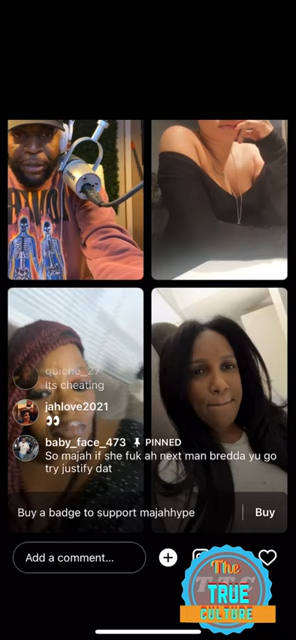 quiche_27
Its cheating
jahlove2021
👀
baby_face_473 PINNED
So majah if she fuk ah next man bredda yu go
try justify dat
Buy a badge to support majahhype
Buy
Add a comment...
The
T.T.C
TRUE
CULTURE